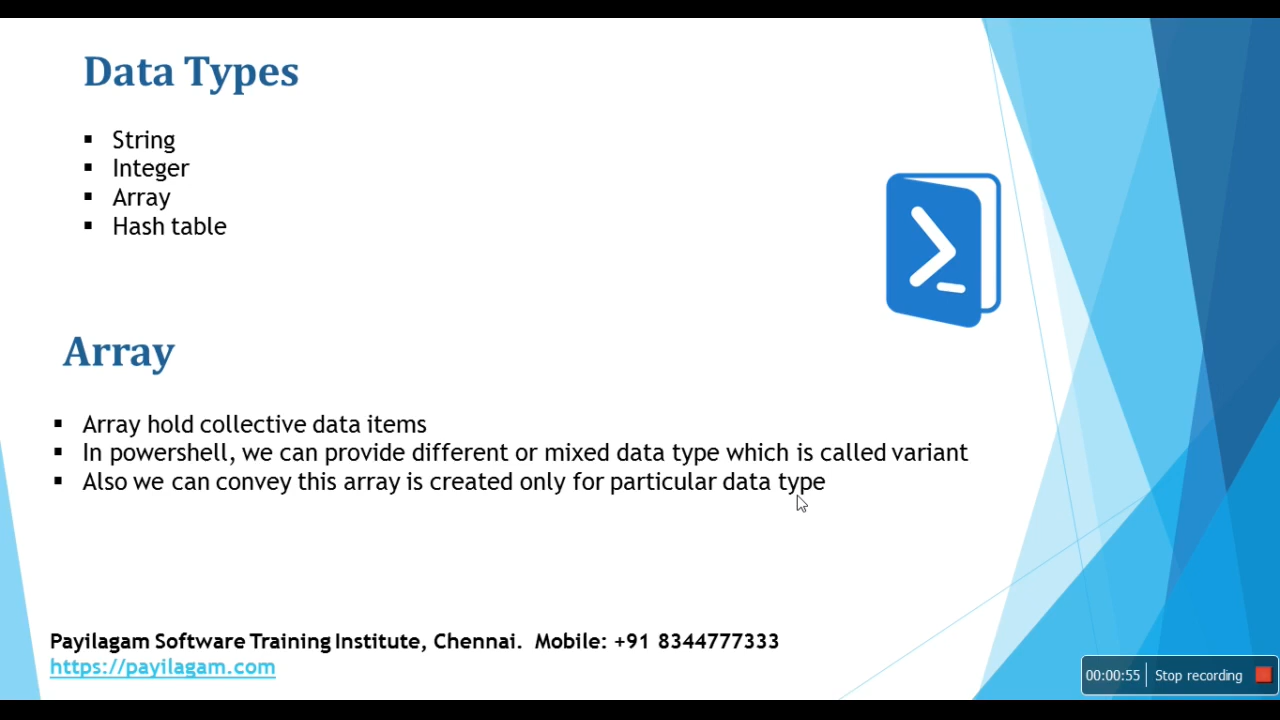 Data Types
▪ String
▪ Integer
▪ Array
▪ Hash table
Array
▪ Array hold collective data items
▪ In powershell, we can provide different or mixed data type which is called variant
▪ Also we can convey this array is created only for particular data type
Payilagam Software Training Institute, Chennai. Mobile: +91 8344777333
https://payilagam.com
00:00:55 Stop recording